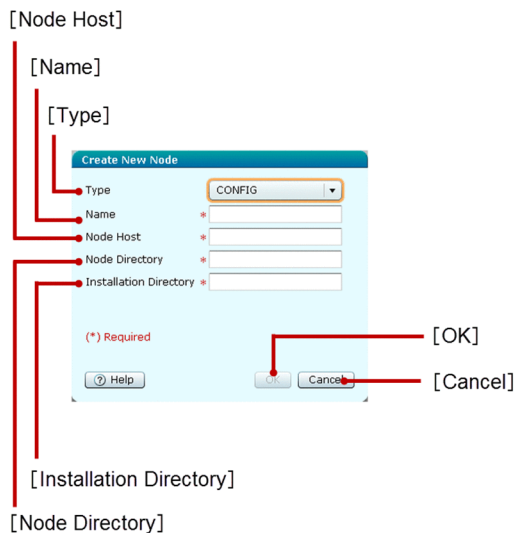 [Node Host]
[Name]
[Type]
Create New Node
Type CONFIG
Name *
Node Host *
Node Directory *
Installation Directory *
(*) Required
[OK]
? Help OK Cancel
[Cancel]
[Installation Directory]
[Node Directory]